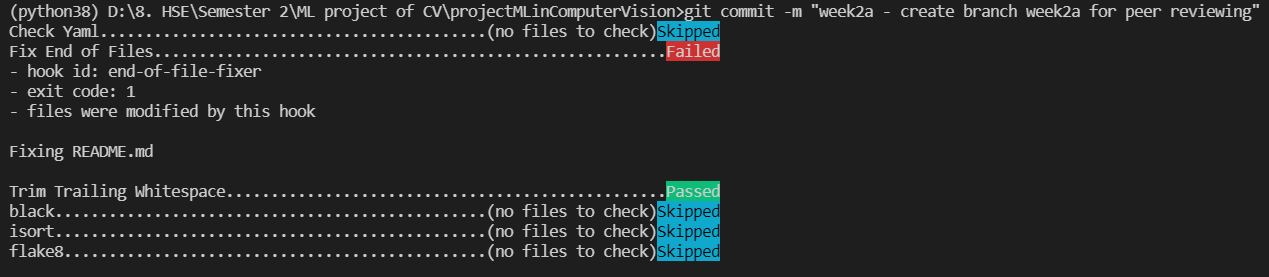 (python38) D:\8. HSE\Semester 2\ML project of CV\projectMLinComputerVision>git commit -m "week2a - create branch week2a for peer reviewing"
Check Yaml...........................................(no files to check)Skipped
Fix End of Files.........................................................Failed
- hook id: end-of-file-fixer
- exit code: 1
- files were modified by this hook

Fixing README.md

Trim Trailing Whitespace.................................................Passed
black................................................(no files to check)Skipped
isort................................................(no files to check)Skipped
flake8...............................................(no files to check)Skipped